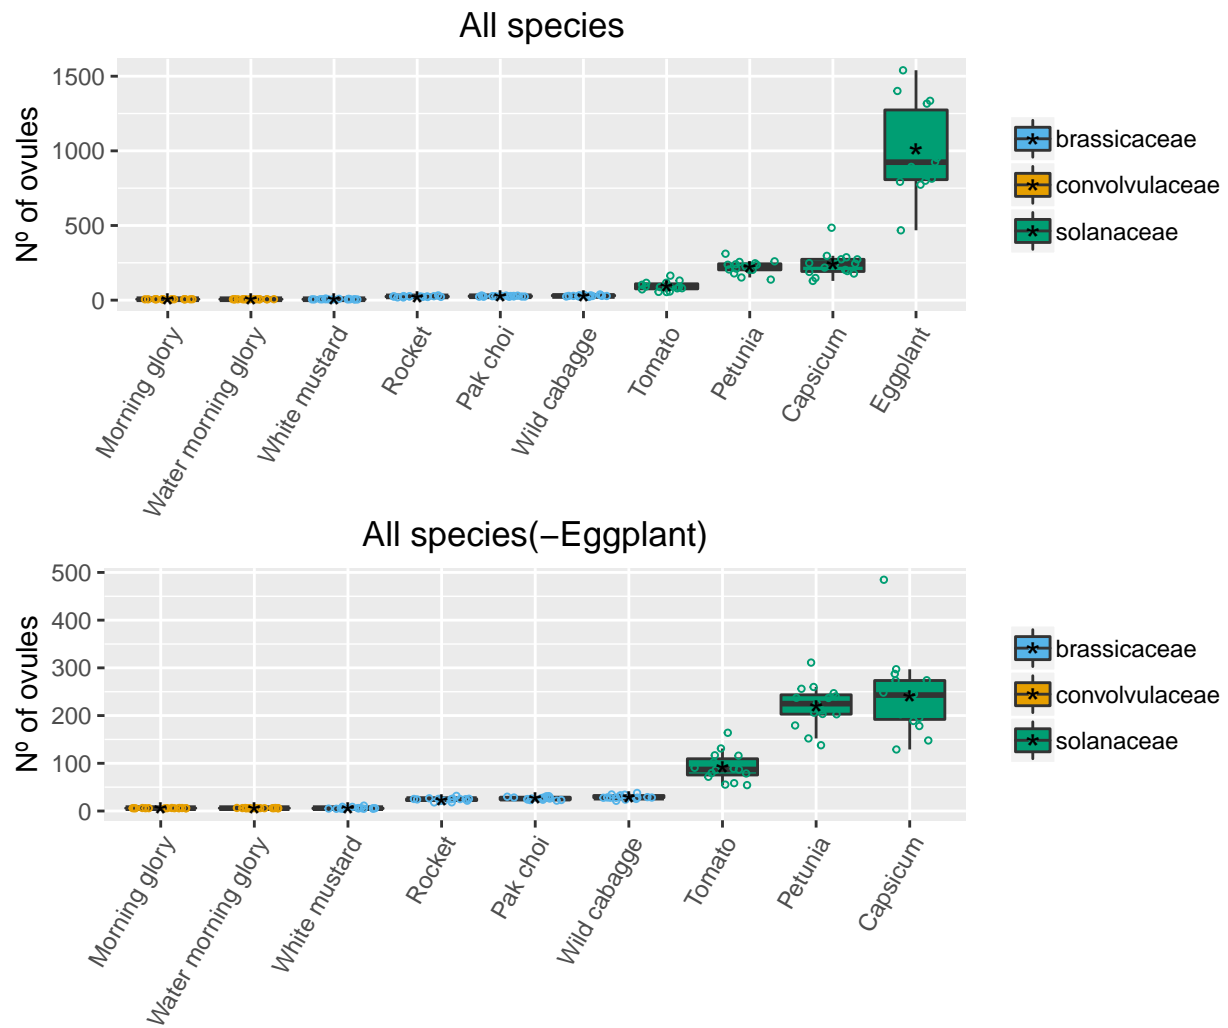 All species
Nº of ovules
1500
1000
500
0
Morning glory
Water morning glory
White mustard
Rocket
Pak choi
Wild cabagge
Tomato
Petunia
Capsicum
Eggplant
brassicaceae
convolvulaceae
solanaceae
All species(−Eggplant)
Nº of ovules
500
400
300
200
100
0
Morning glory
Water morning glory
White mustard
Rocket
Pak choi
Wild cabagge
Tomato
Petunia
Capsicum
brassicaceae
convolvulaceae
solanaceae